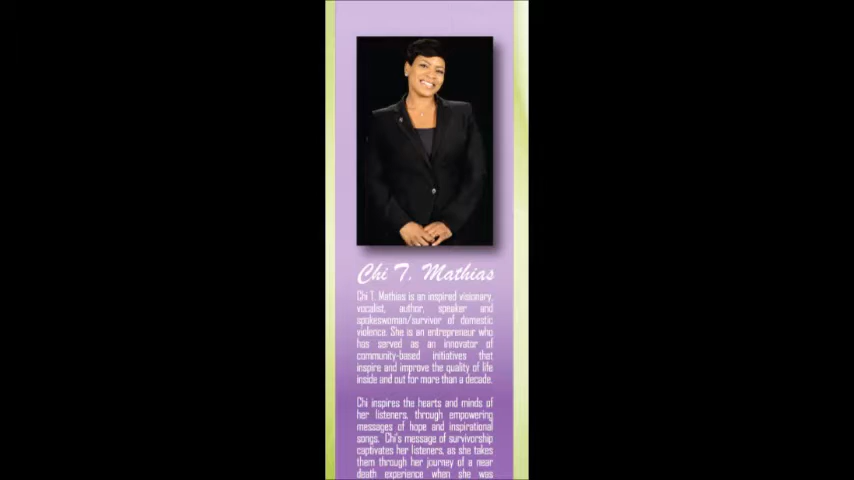 Chi T. Mathias
Chi T. Mathias is an inspired visionary,
vocalist, author, speaker and
spokeswoman/survivor of domestic
violence. She is an entrepreneur who
has served as an innovator of
community-based initiatives that
inspire and improve the quality of life
inside and out for more than a decade.
Chi inspires the hearts and minds of
her listeners, through empowering
messages of hope and inspirational
songs. Chi's message of survivorship
captivates her listeners, as she takes
them through her journey of a near
death experience when she was